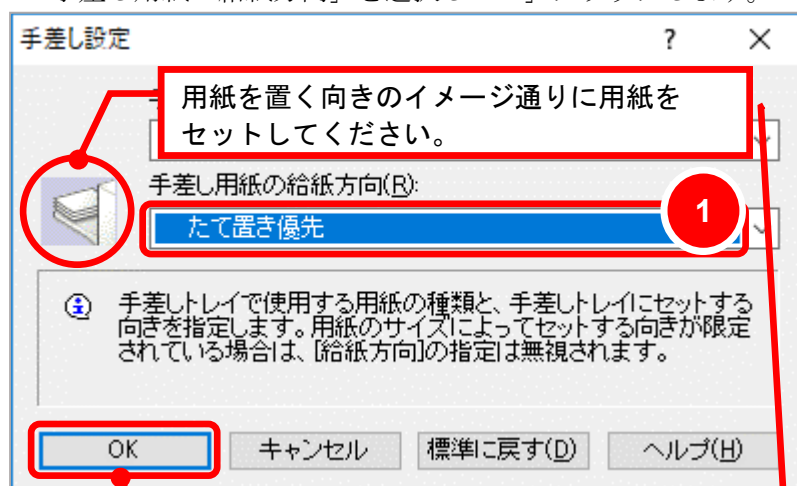 手差し設定
用紙を置く向きのイメージ通りに用紙を
セットしてください。
手差し用紙の給紙方向(R):
たて置き優先
1
手差しトレイで使用する用紙の種類と、手差しトレイにセットする
向きを指定します。用紙のサイズによってセットする向きが限定
されている場合は、[給紙方向]の指定は無視されます。
OK キャンセル 標準に戻す(D) ヘルプ(H)